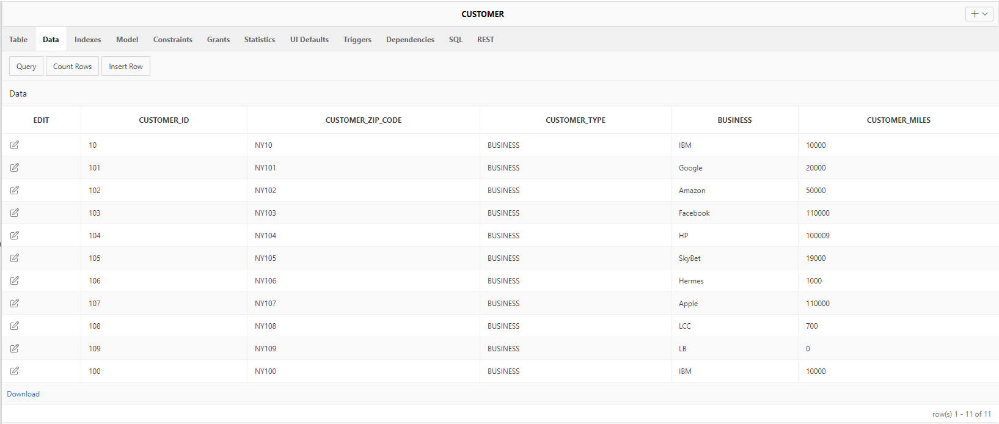 CUSTOMER
Table Data Indexes Model Constraints Grants Statistics UI Defaults Triggers Dependencies SQL REST
Query Count Rows Insert Row
Data
EDIT CUSTOMER_ID CUSTOMER_ZIP_CODE CUSTOMER_TYPE BUSINESS CUSTOMER_MILES
10 NY10 BUSINESS IBM 10000
101 NY101 BUSINESS Google 20000
102 NY102 BUSINESS Amazon 50000
103 NY103 BUSINESS Facebook 110000
104 NY104 BUSINESS HP 100009
105 NY105 BUSINESS SkyBet 19000
106 NY106 BUSINESS Hermes 1000
107 NY107 BUSINESS Apple 110000
108 NY108 BUSINESS LCC 700
109 NY109 BUSINESS LB 0
100 NY100 BUSINESS IBM 10000
Download
row(s) 1 - 11 of 11